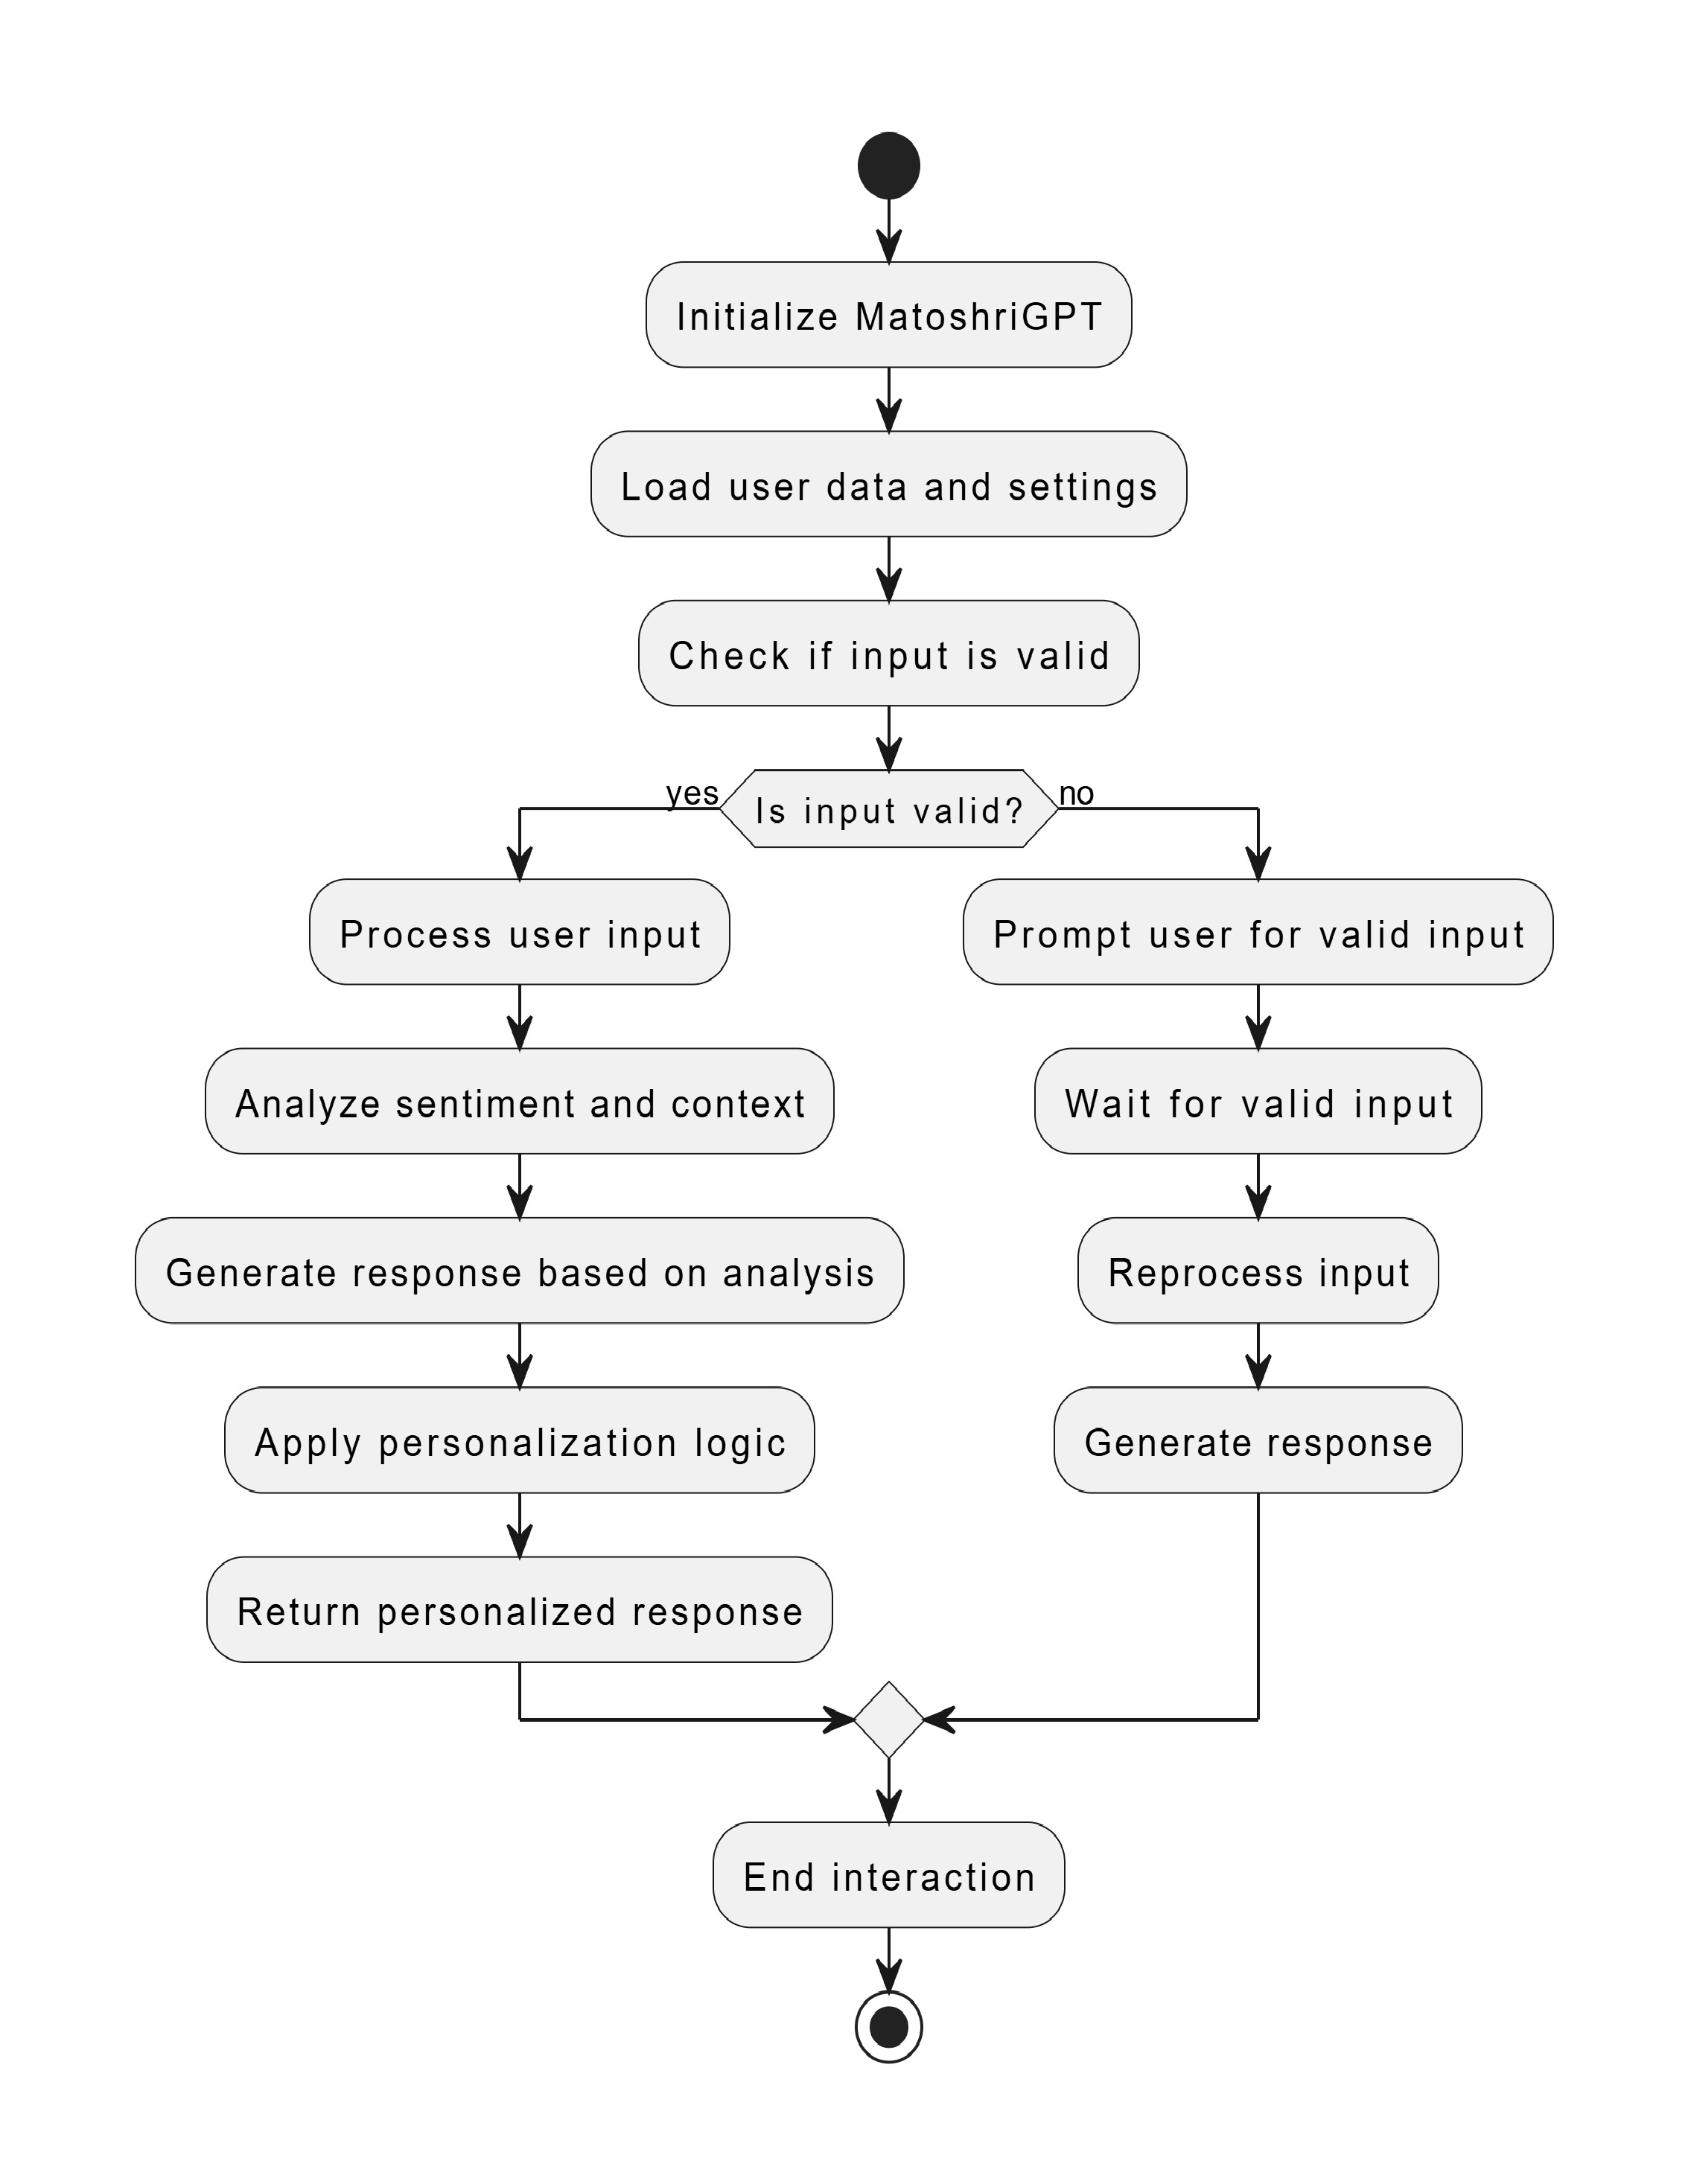 Initialize MatoshriGPT
Load user data and settings
Check if input is valid
yes
Is input valid?
no
Process user input
Analyze sentiment and context
Generate response based on analysis
Apply personalization logic
Return personalized response
Prompt user for valid input
Wait for valid input
Reprocess input
Generate response
End interaction